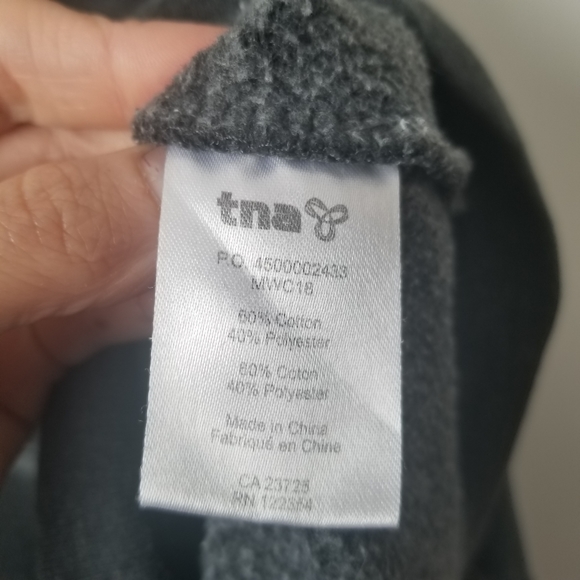 tna
P.O. 4500002433
MWC18
60% Cotton
40% Polyester
60% Coton
40% Polyester
Made in China
Fabriqué en Chine
CA 23725
RN